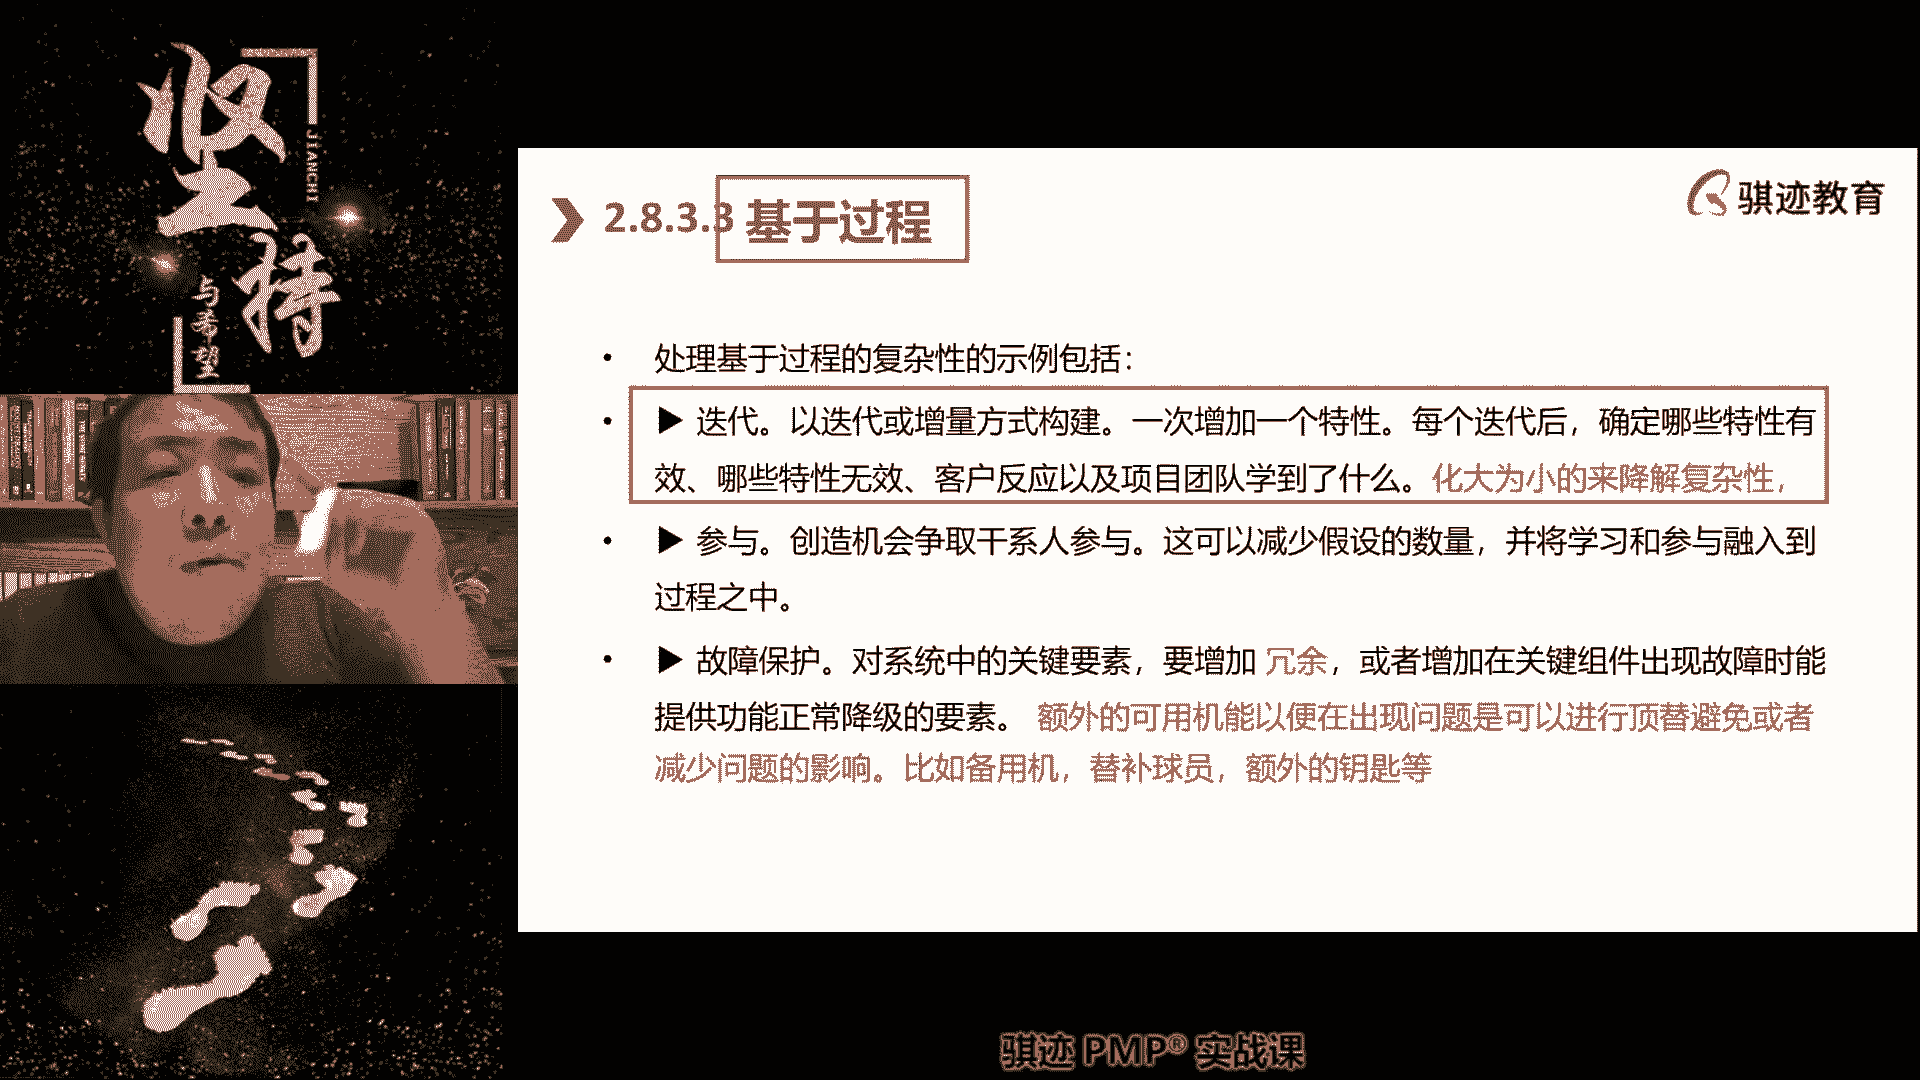 坚持
JIANCHI
与希望
骐迹教育
2.8.3.3 基于过程
• 处理基于过程的复杂性的示例包括：
• ▶ 迭代。以迭代或增量方式构建。一次增加一个特性。每个迭代后，确定哪些特性有
效、哪些特性无效、客户反应以及项目团队学到了什么。化大为小的来降解复杂性，
• ▶ 参与。创造机会争取干系人参与。这可以减少假设的数量，并将学习和参与融入到
过程之中。
• ▶ 故障保护。对系统中的关键要素，要增加 冗余，或者增加在关键组件出现故障时能
提供功能正常降级的要素。 额外的可用机能以便在出现问题是可以进行顶替避免或者
减少问题的影响。比如备用机，替补球员，额外的钥匙等
骐迹 PMP® 实战课